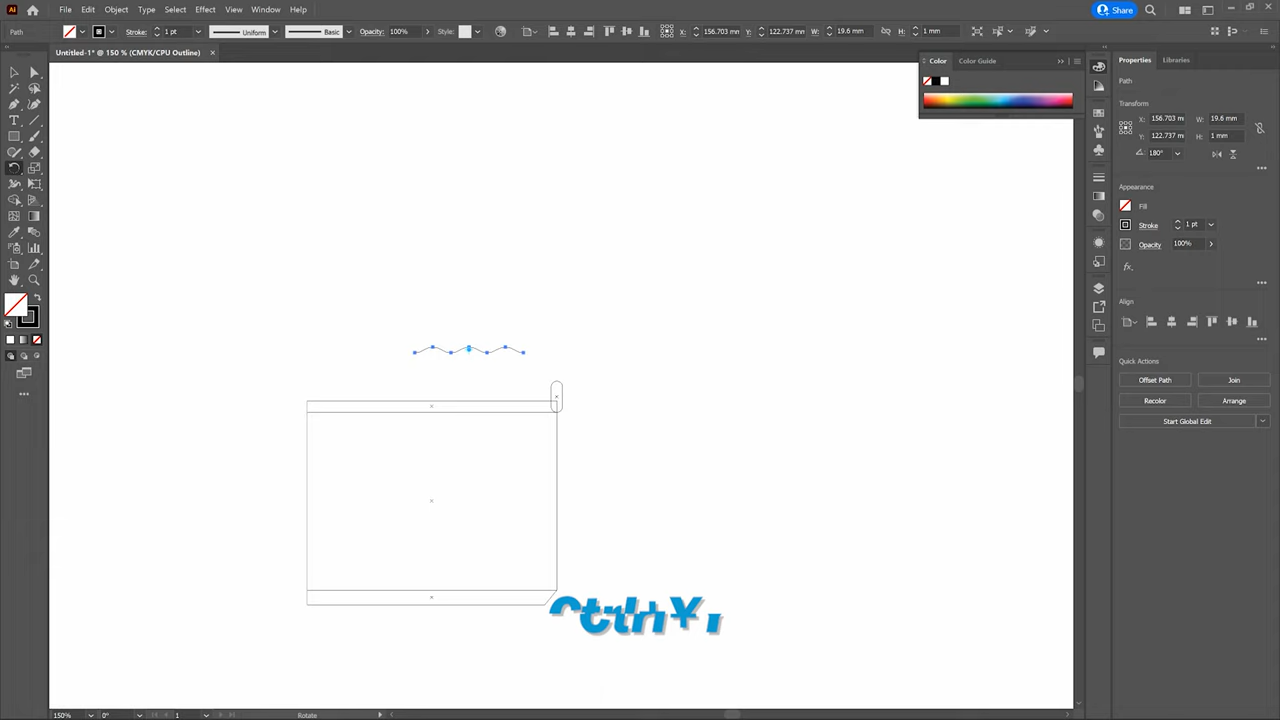 Ai File Edit Object Type Select Effect View Window Help Share
Path Stroke: 1 pt Uniform Basic Opacity: 100% Style: X: 156.703 mm Y: 122.737 mm W: 19.6 mm H: 1 mm
Untitled-1* @ 150 % (CMYK/CPU Outline) ×
Color Color Guide
Properties Libraries
Path
Transform
X: 156.703 m W: 19.6 mm
Y: 122.737 m H: 1 mm
180°
Appearance
Fill
Stroke 1 pt
Opacity 100%
fx.
Align
Quick Actions
Offset Path Join
Recolor Arrange
Start Global Edit
150% 0° 1 Rotate